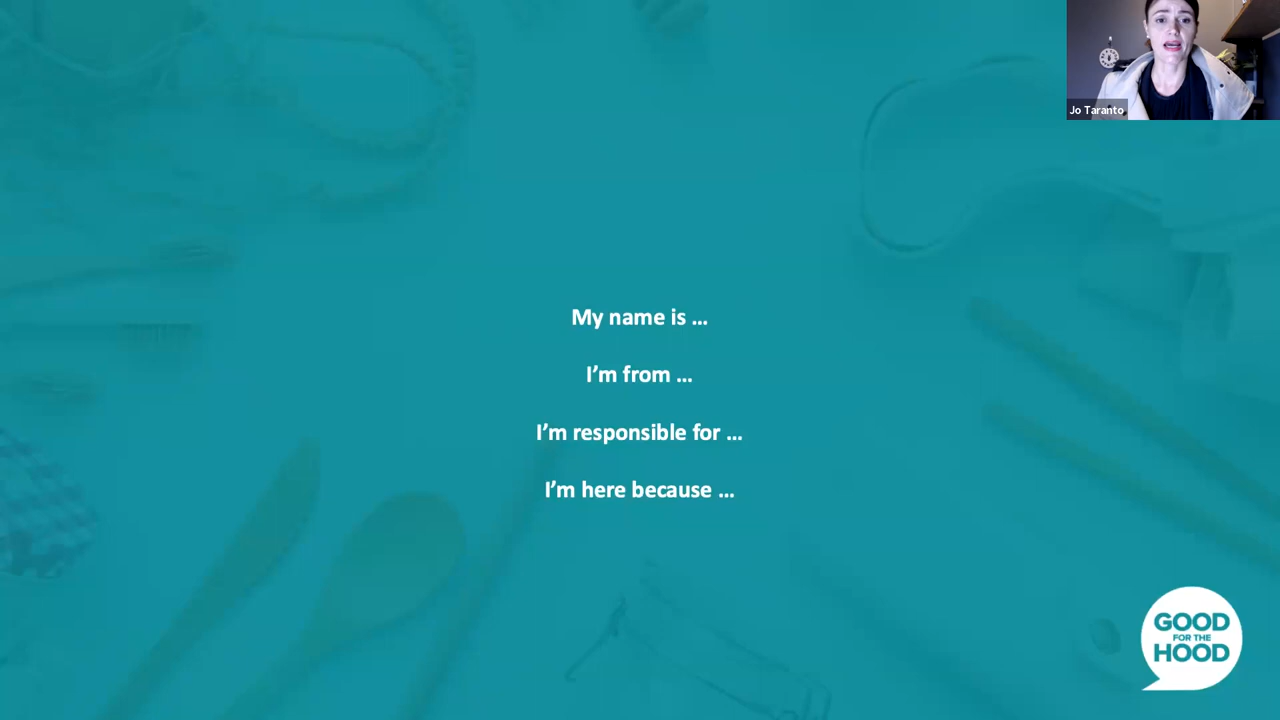 Jo Taranto
My name is ...
I'm from ...
I'm responsible for ...
I'm here because ...
GOOD
FOR THE
HOOD